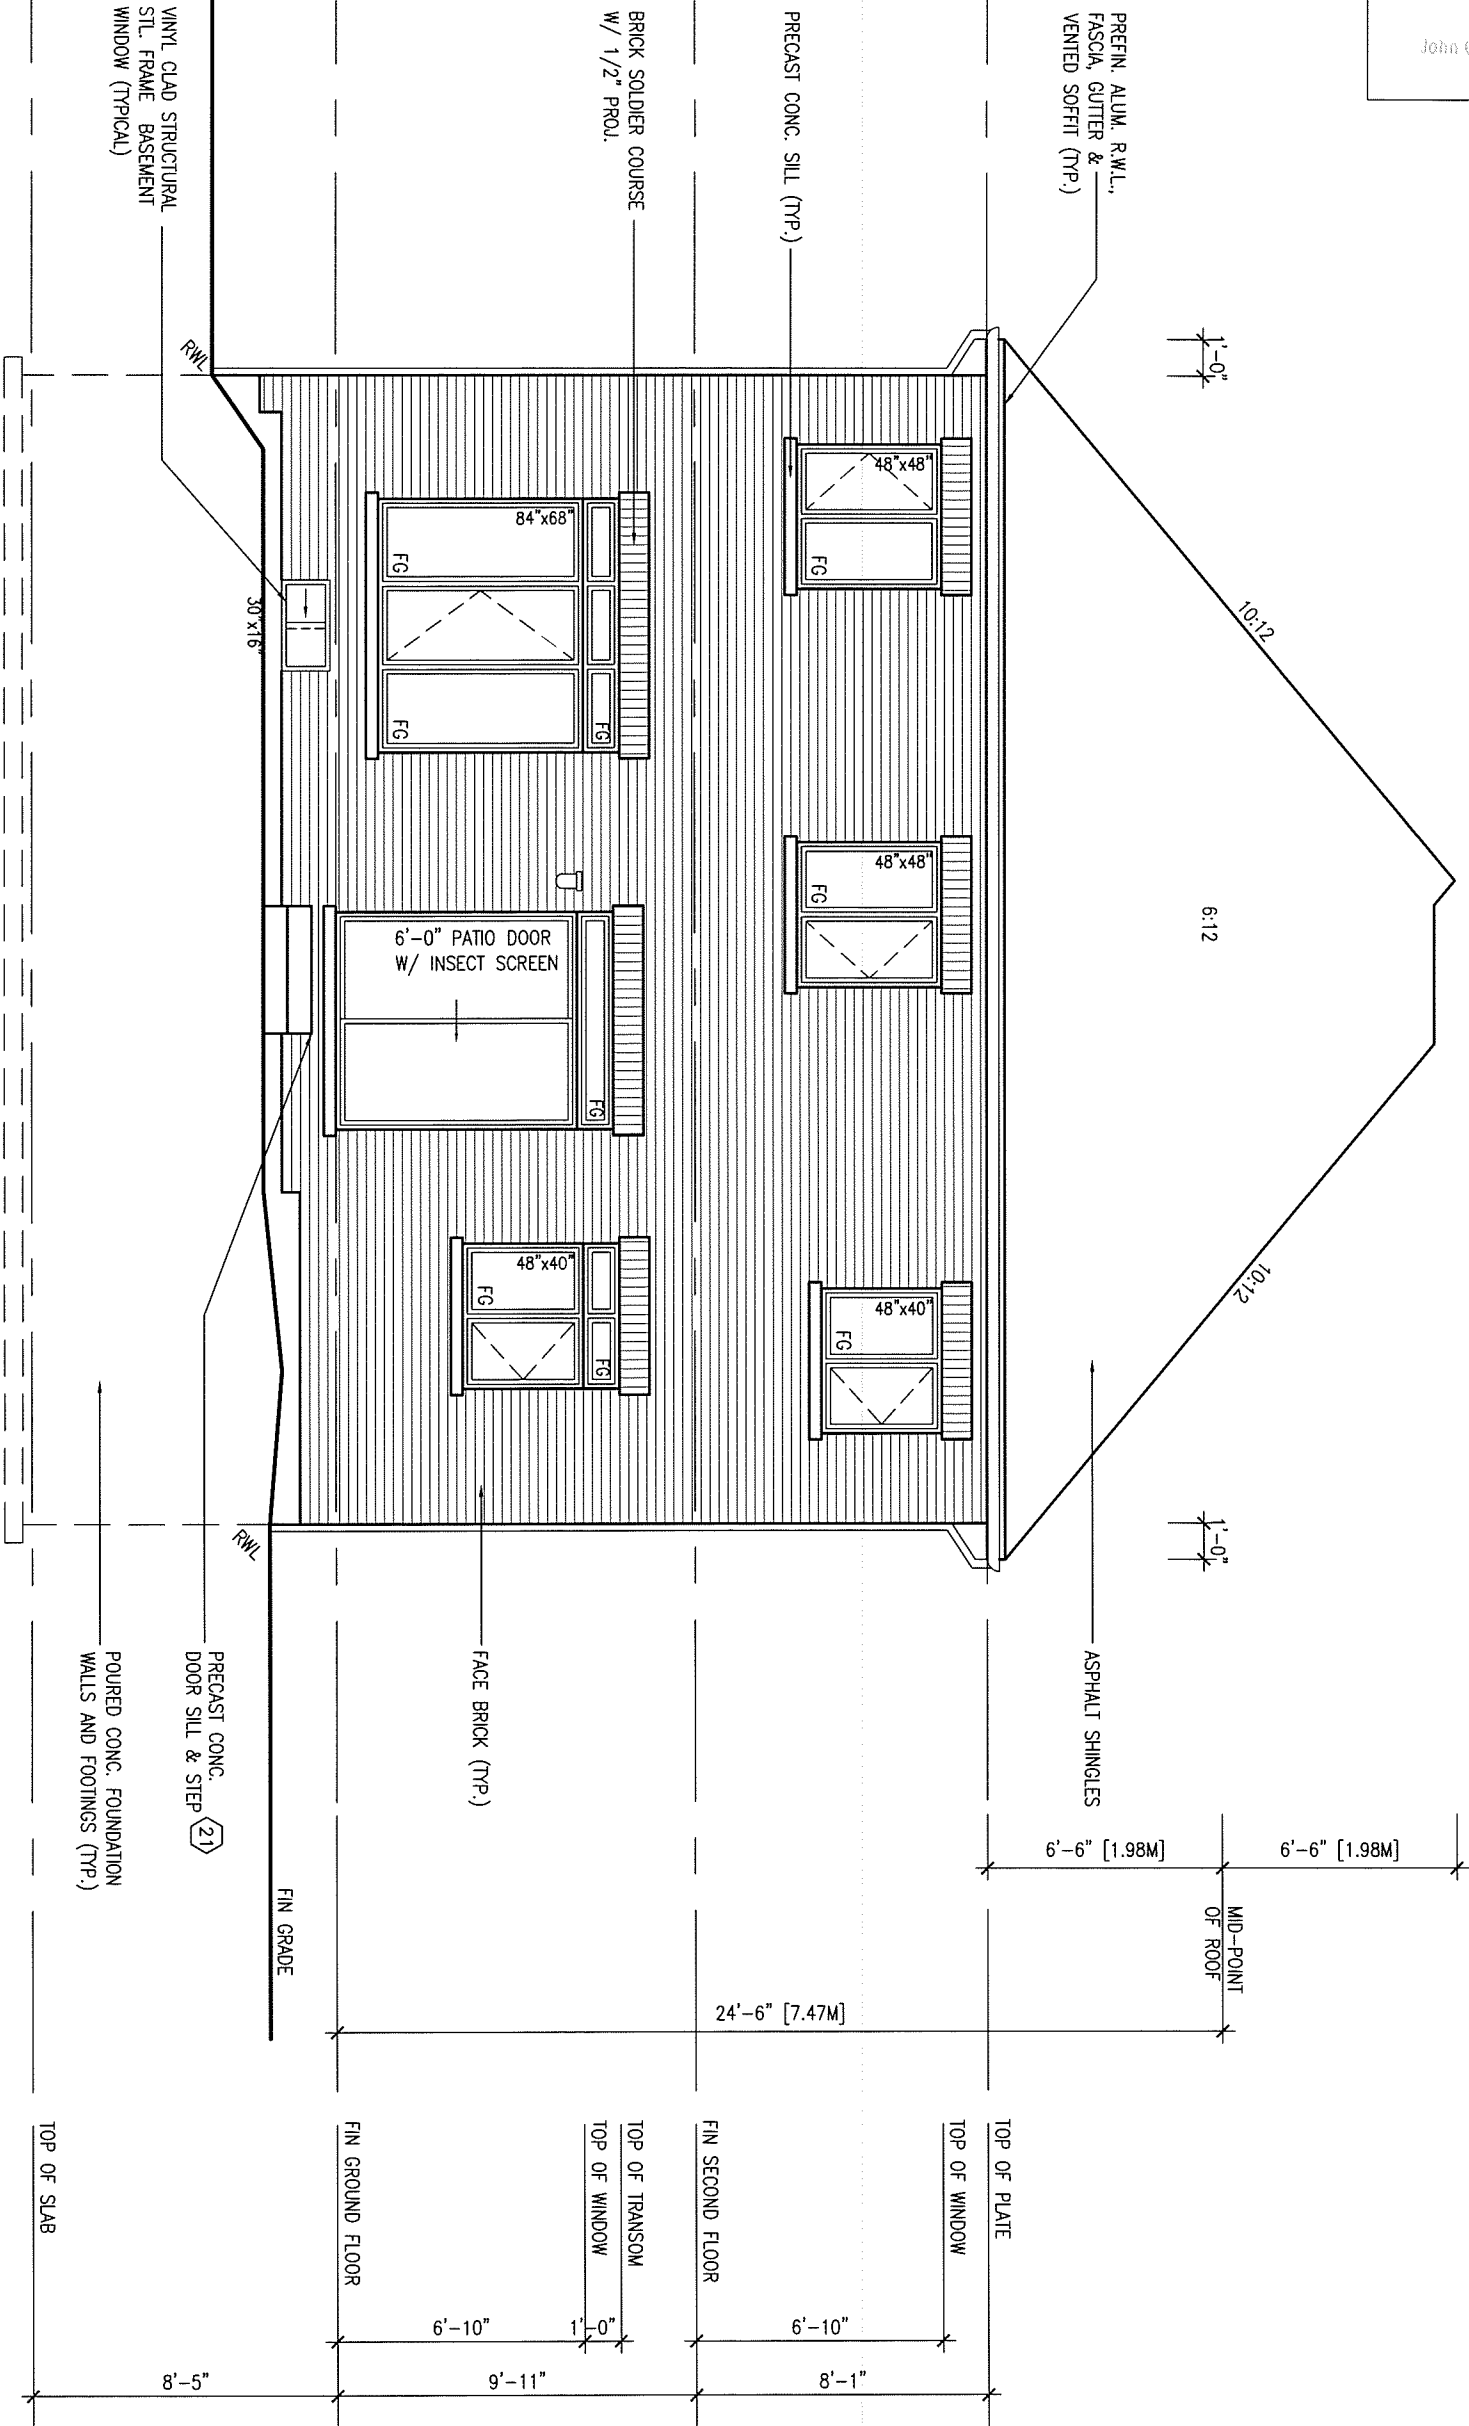 John
PREFIN. ALUM. R.W.L.,
FASCIA, GUTTER &
VENTED SOFFIT (TYP.)
PRECAST CONC. SILL (TYP.)
BRICK SOLDIER COURSE
W/ 1/2" PROJ.
VINYL CLAD STRUCTURAL
STL. FRAME BASEMENT
WINDOW (TYPICAL)
1'-0"
1'-0"
10:12
6:12
10:12
48"x48"
FG
48"x48"
FG
48"x40"
FG
84"x68"
FG
FG
FG
6'-0" PATIO DOOR
W/ INSECT SCREEN
FG
48"x40"
FG
FG
30"x16"
RWL
RWL
ASPHALT SHINGLES
FACE BRICK (TYP.)
PRECAST CONC.
DOOR SILL & STEP 21
POURED CONC. FOUNDATION
WALLS AND FOOTINGS (TYP.)
FIN GRADE
6'-6" [1.98M]
6'-6" [1.98M]
MID-POINT
OF ROOF
24'-6" [7.47M]
TOP OF PLATE
TOP OF WINDOW
FIN SECOND FLOOR
TOP OF TRANSOM
TOP OF WINDOW
FIN GROUND FLOOR
TOP OF SLAB
6'-10"
1'-0"
6'-10"
8'-5"
9'-11"
8'-1"